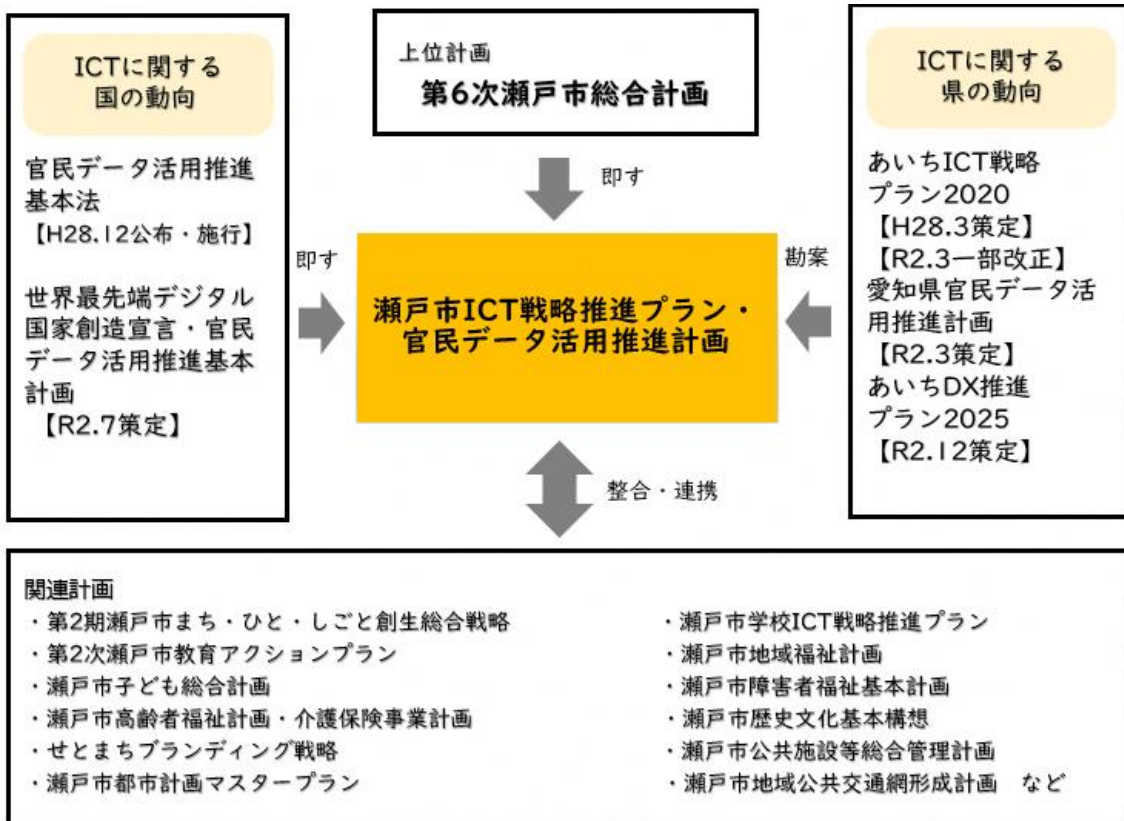 ICTに関する
国の動向
官民データ活用推進
基本法
【H28.12公布・施行】
世界最先端デジタル
国家創造宣言・官民
データ活用推進基本
計画
【R2.7策定】
上位計画
第6次瀬戸市総合計画
即す
即す
瀬戸市ICT戦略推進プラン・
官民データ活用推進計画
勘案
整合・連携
ICTに関する
県の動向
あいちICT戦略
プラン2020
【H28.3策定】
【R2.3一部改正】
愛知県官民データ活
用推進計画
【R2.3策定】
あいちDX推進
プラン2025
【R2.12策定】
関連計画
・第2期瀬戸市まち・ひと・しごと創生総合戦略
・第2次瀬戸市教育アクションプラン
・瀬戸市子ども総合計画
・瀬戸市高齢者福祉計画・介護保険事業計画
・せとまちブランディング戦略
・瀬戸市都市計画マスタープラン
・瀬戸市学校ICT戦略推進プラン
・瀬戸市地域福祉計画
・瀬戸市障害者福祉基本計画
・瀬戸市歴史文化基本構想
・瀬戸市公共施設等総合管理計画
・瀬戸市地域公共交通網形成計画　など